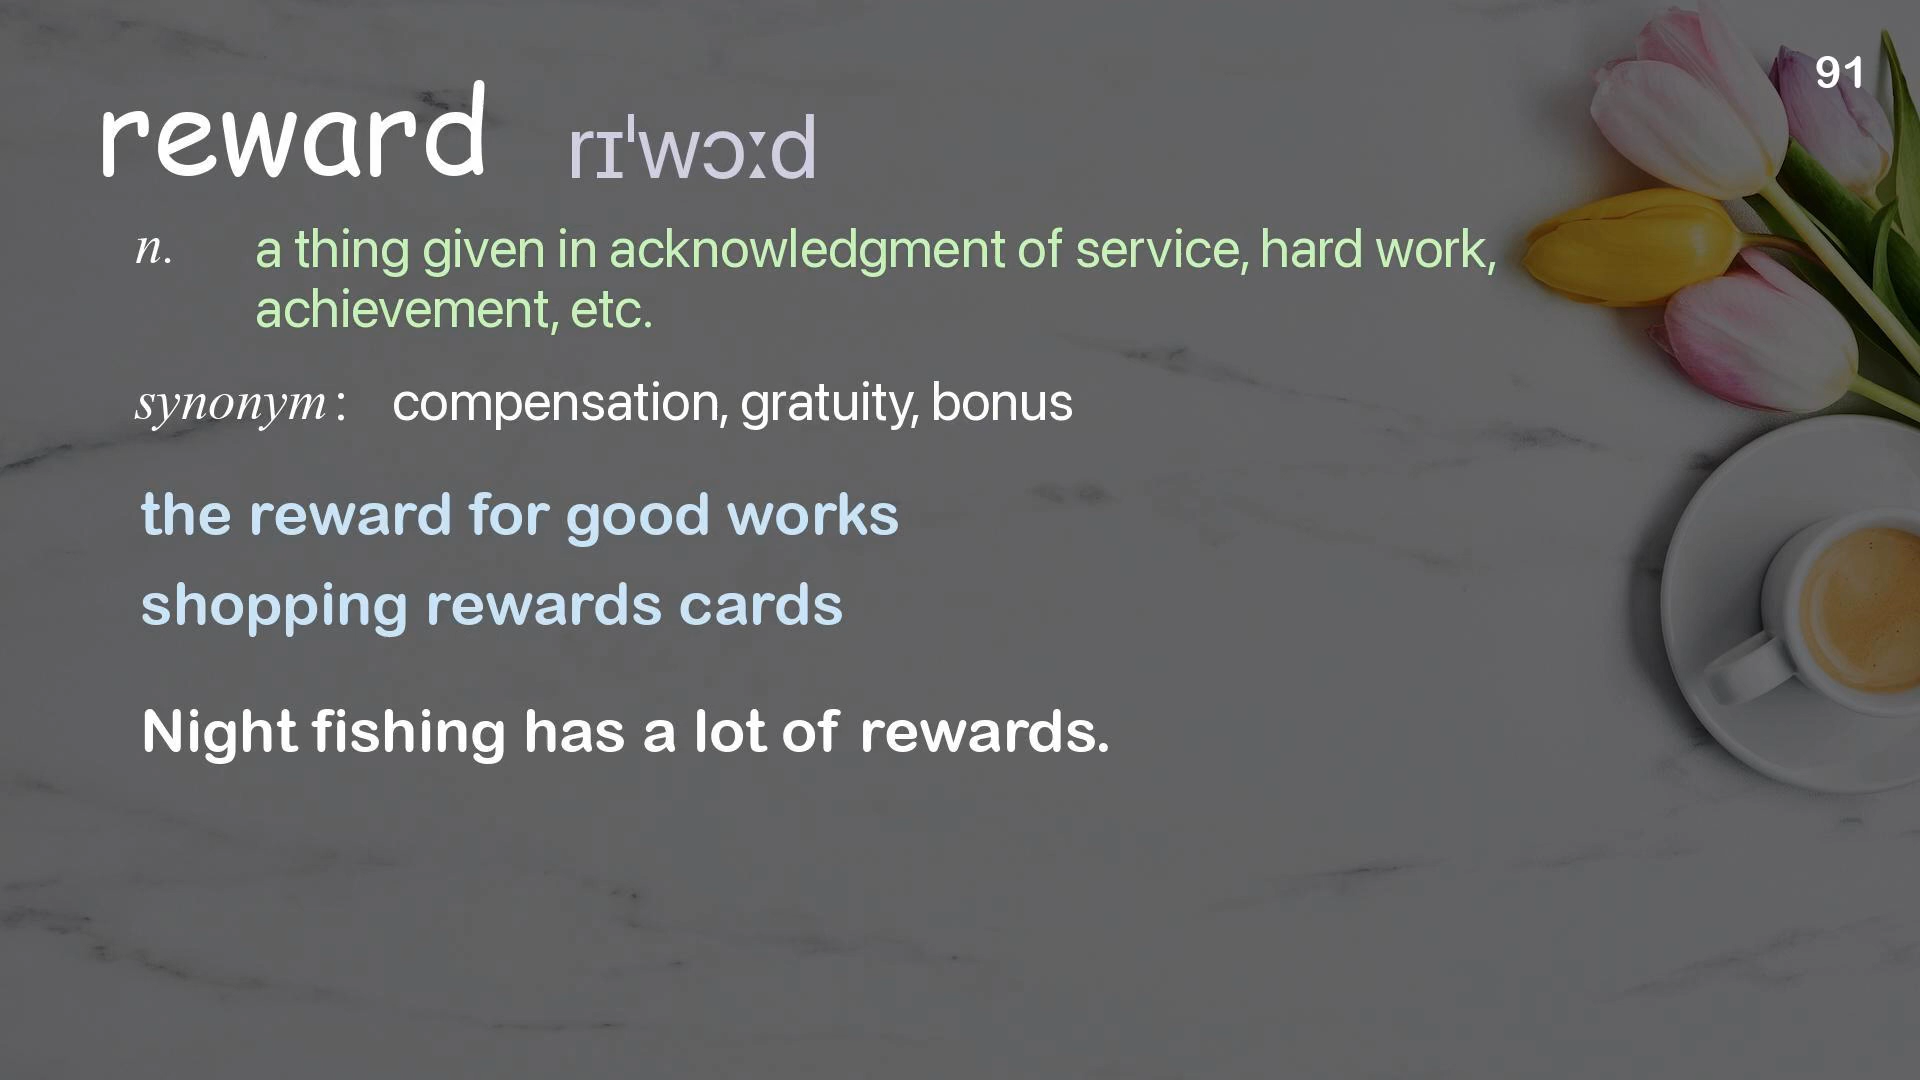 91
reward rɪˈwɔːd
n. a thing given in acknowledgment of service, hard work,
achievement, etc.
synonym: compensation, gratuity, bonus
the reward for good works
shopping rewards cards
Night fishing has a lot of rewards.